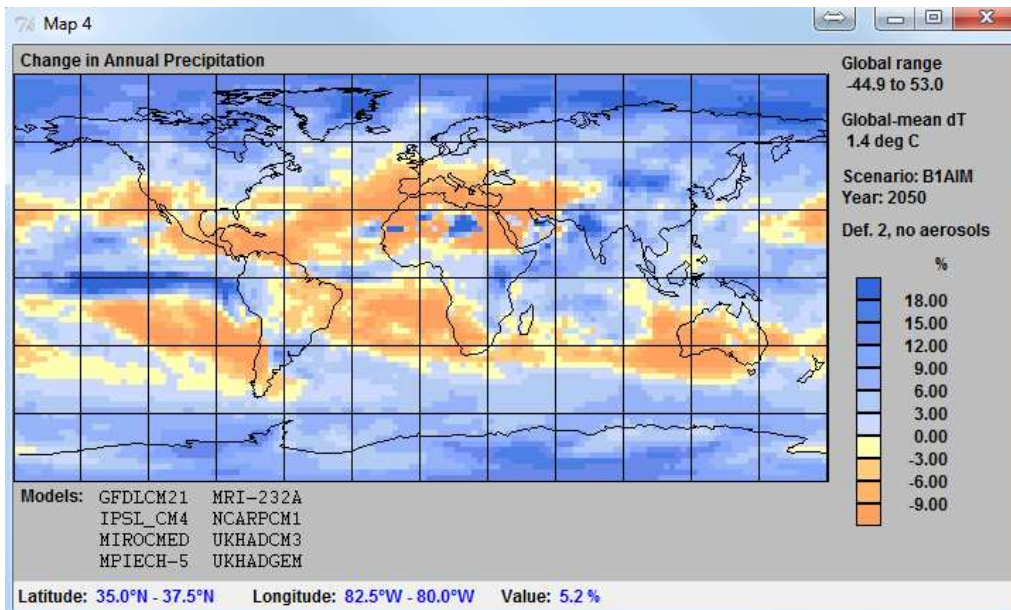 Map 4
Change in Annual Precipitation
Global range
-44.9 to 53.0
Global-mean dT
1.4 deg C
Scenario: B1AIM
Year: 2050
Def. 2, no aerosols
%
18.00
15.00
12.00
9.00
6.00
3.00
0.00
-3.00
-6.00
-9.00
Models: GFDLCM21 MRI-232A
IPSL_CM4 NCARPCM1
MIROCMED UKHADCM3
MPIECH-5 UKHADGEM
Latitude: 35.0°N - 37.5°N Longitude: 82.5°W - 80.0°W Value: 5.2 %